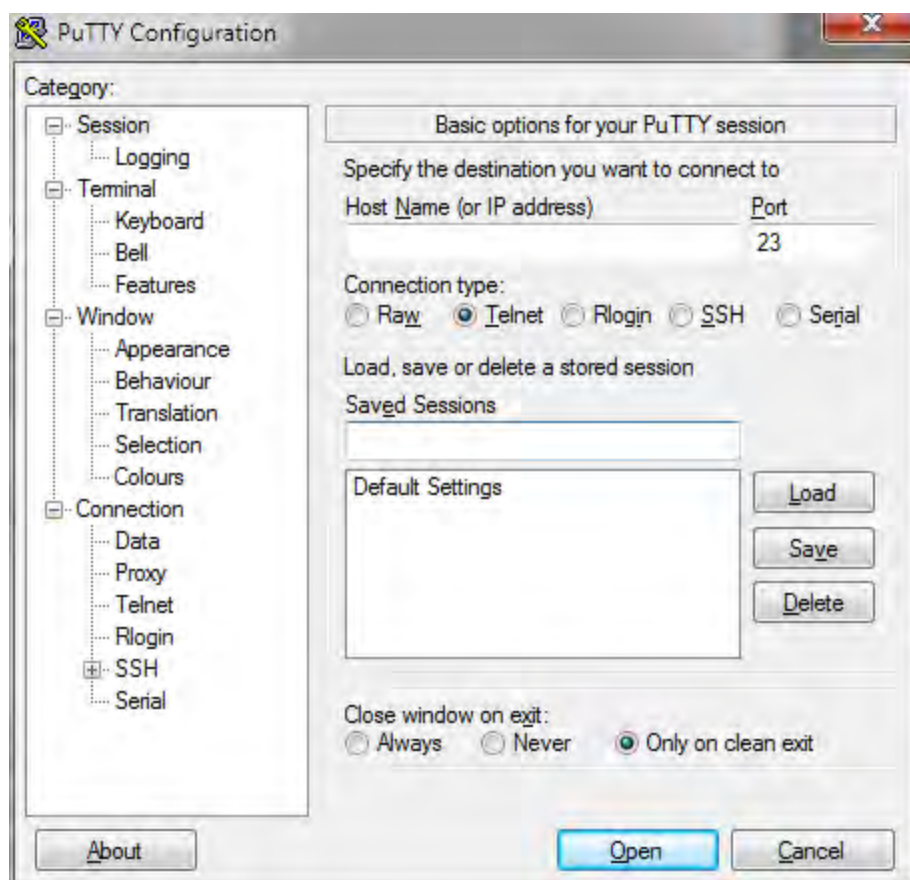 PuTTY Configuration
Category:
Session
Logging
Terminal
Keyboard
Bell
Features
Window
Appearance
Behaviour
Translation
Selection
Colours
Connection
Data
Proxy
Telnet
Rlogin
SSH
Serial
Basic options for your PuTTY session
Specify the destination you want to connect to
Host Name (or IP address) Port
23
Connection type:
Raw Telnet Rlogin SSH Serial
Load, save or delete a stored session
Saved Sessions
Default Settings
Load
Save
Delete
Close window on exit:
Always Never Only on clean exit
About Open Cancel